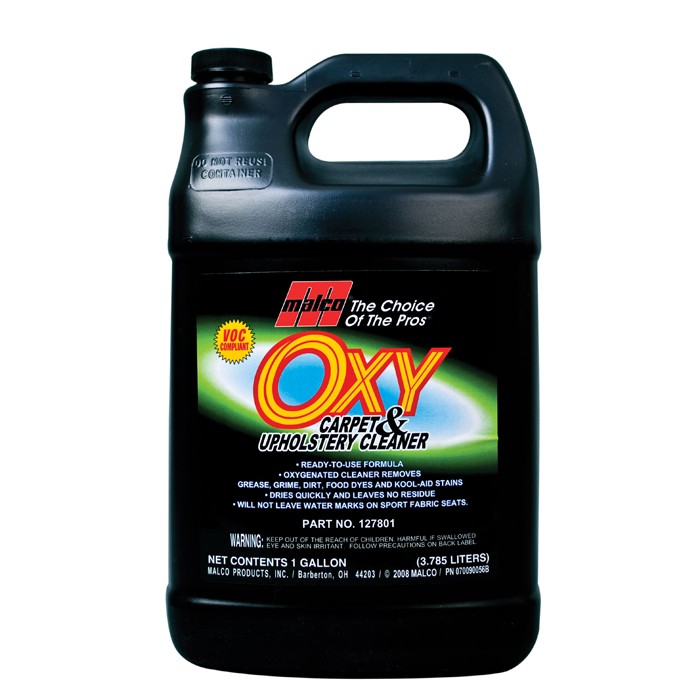 DO NOT REUSE
CONTAINER
malco The Choice
Of The Pros
VOC
COMPLIANT
OXY
CARPET &
UPHOLSTERY CLEANER
• READY-TO-USE FORMULA
• OXYGENATED CLEANER REMOVES
GREASE, GRIME, DIRT, FOOD DYES AND KOOL-AID STAINS
• DRIES QUICKLY AND LEAVES NO RESIDUE
• WILL NOT LEAVE WATER MARKS ON SPORT FABRIC SEATS.
PART NO. 127801
WARNING: KEEP OUT OF THE REACH OF CHILDREN. HARMFUL IF SWALLOWED
EYE AND SKIN IRRITANT. FOLLOW PRECAUTIONS ON BACK LABEL.
NET CONTENTS 1 GALLON (3.785 LITERS)
MALCO PRODUCTS, INC. / Barberton, OH 44203 / © 2008 MALCO / PN 070090056B